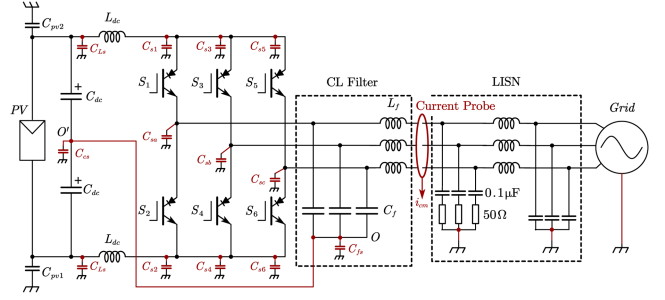 C_pv2
L_dc
C_Ls
C_s1
C_s3
C_s5
S_1
S_3
S_5
CL Filter
LISN
L_f
Current Probe
Grid
PV
C_dc
O'
C_cs
C_sa
C_sb
C_sc
i_cm
0.1μF
50Ω
C_dc
S_2
S_4
S_6
C_f
O
C_fs
L_dc
C_Ls
C_pv1
C_s2
C_s4
C_s6